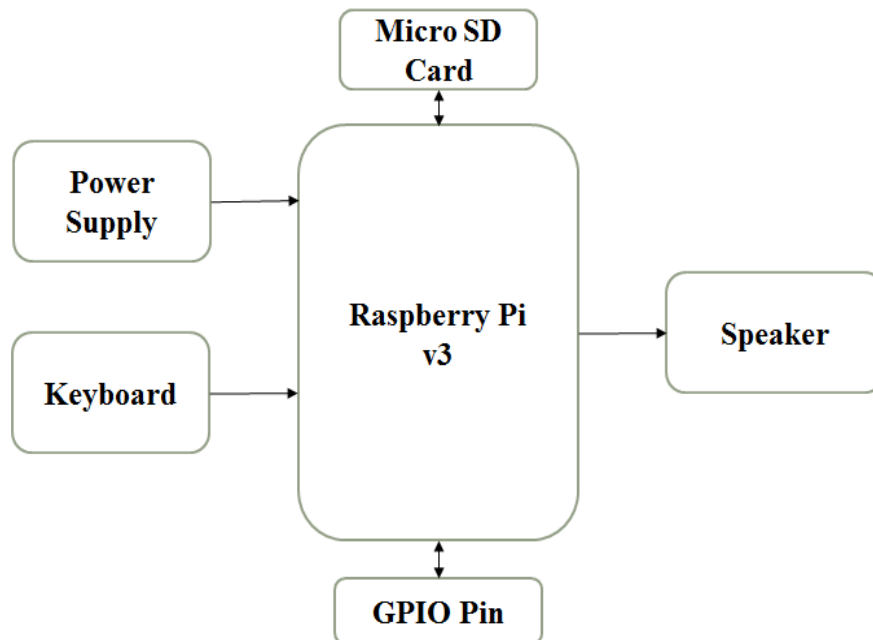 Micro SD
Card
Power
Supply
Raspberry Pi
v3
Speaker
Keyboard
GPIO Pin